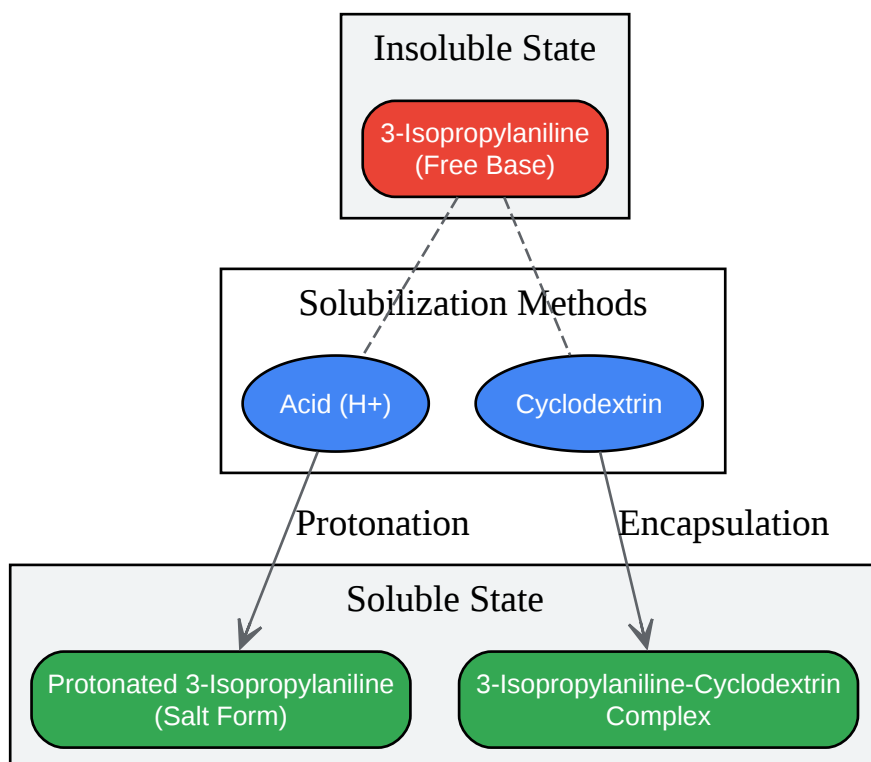 Insoluble State
3-Isopropylaniline
(Free Base)
Solubilization Methods
Acid (H+)
Cyclodextrin
Protonation
Encapsulation
Soluble State
Protonated 3-Isopropylaniline
(Salt Form)
3-Isopropylaniline-Cyclodextrin
Complex